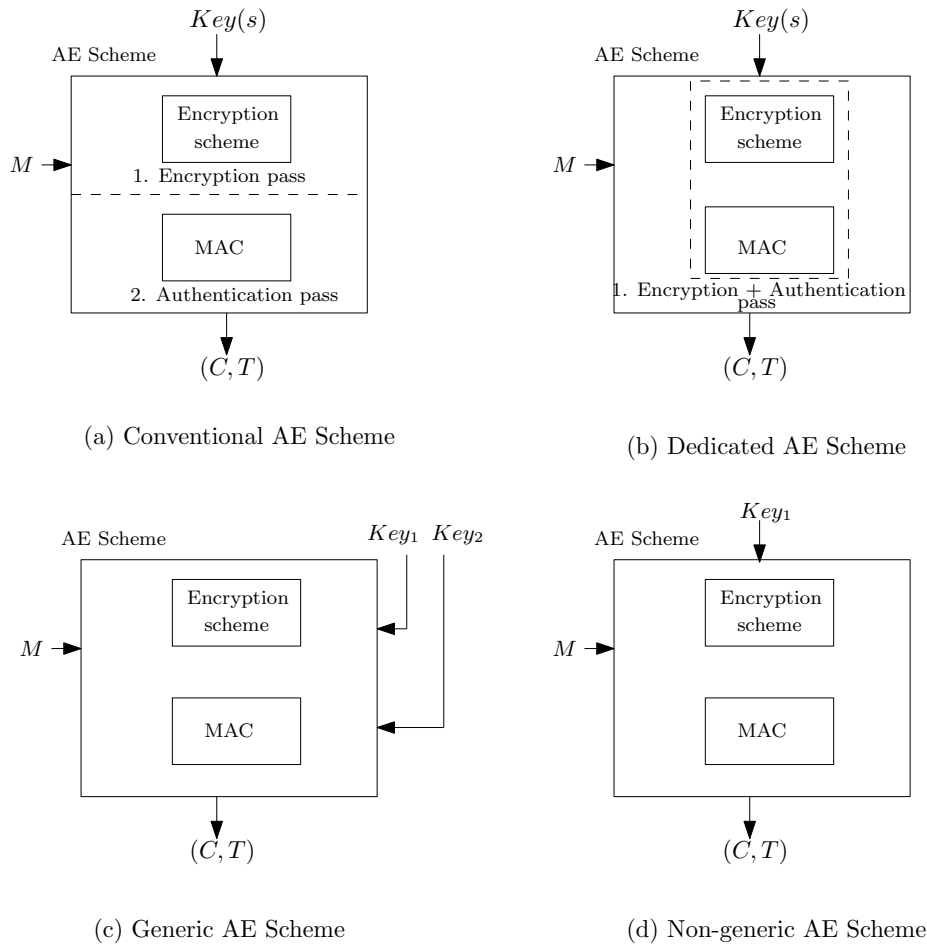 Key(s)
AE Scheme
Encryption
scheme
M
1. Encryption pass
MAC
2. Authentication pass
(C, T)
(a) Conventional AE Scheme
Key(s)
AE Scheme
Encryption
scheme
M
MAC
1. Encryption + Authentication
pass
(C, T)
(b) Dedicated AE Scheme
Key₁ Key₂
AE Scheme
Encryption
scheme
M
MAC
(C, T)
(c) Generic AE Scheme
Key₁
AE Scheme
Encryption
scheme
M
MAC
(C, T)
(d) Non-generic AE Scheme